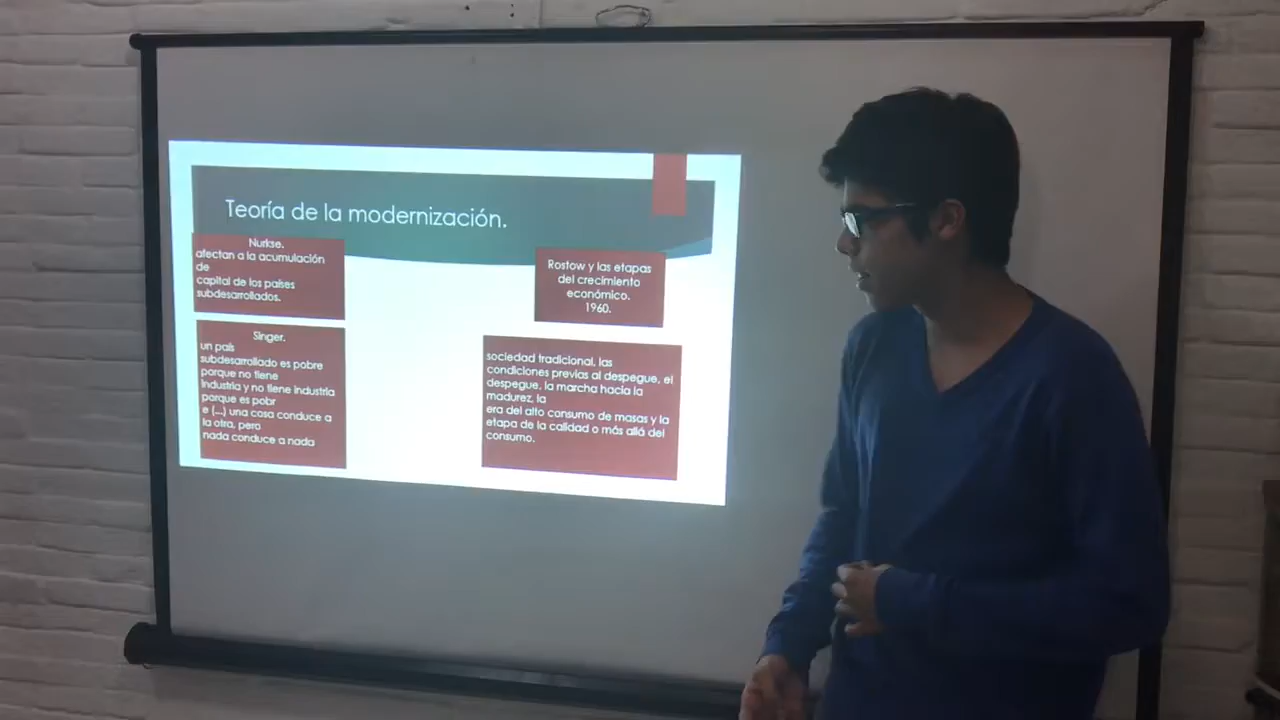 Teoría de la modernización.
Nurkse.
afectan a la acumulación
de
capital de los países
subdesarrollados.
Singer.
un país
subdesarrollado es pobre
porque no tiene
industria y no tiene industria
porque es pobr
e (...) una cosa conduce a
la otra, pero
nada conduce a nada
Rostow y las etapas
del crecimiento
económico.
1960.
sociedad tradicional, las
condiciones previas al despegue, el
despegue, la marcha hacia la
madurez, la
era del alto consumo de masas y la
etapa de la calidad o más allá del
consumo.